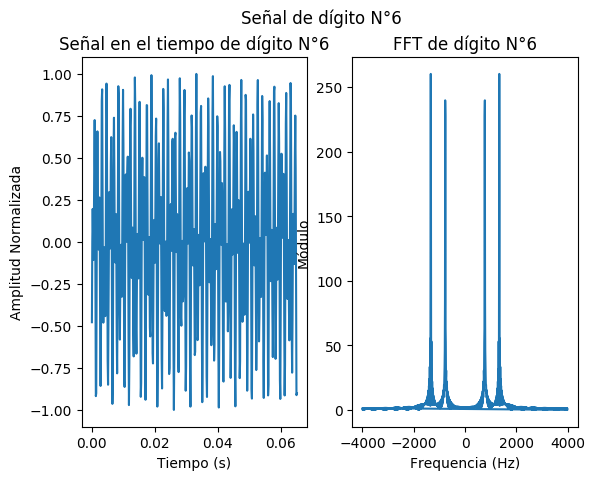 Señal de dígito N°6
Señal en el tiempo de dígito N°6
Amplitud Normalizada
1.00
0.75
0.50
0.25
0.00
−0.25
−0.50
−0.75
−1.00
0.00 0.02 0.04 0.06
Tiempo (s)
FFT de dígito N°6
Módulo
250
200
150
100
50
0
−4000 −2000 0 2000 4000
Frequencia (Hz)